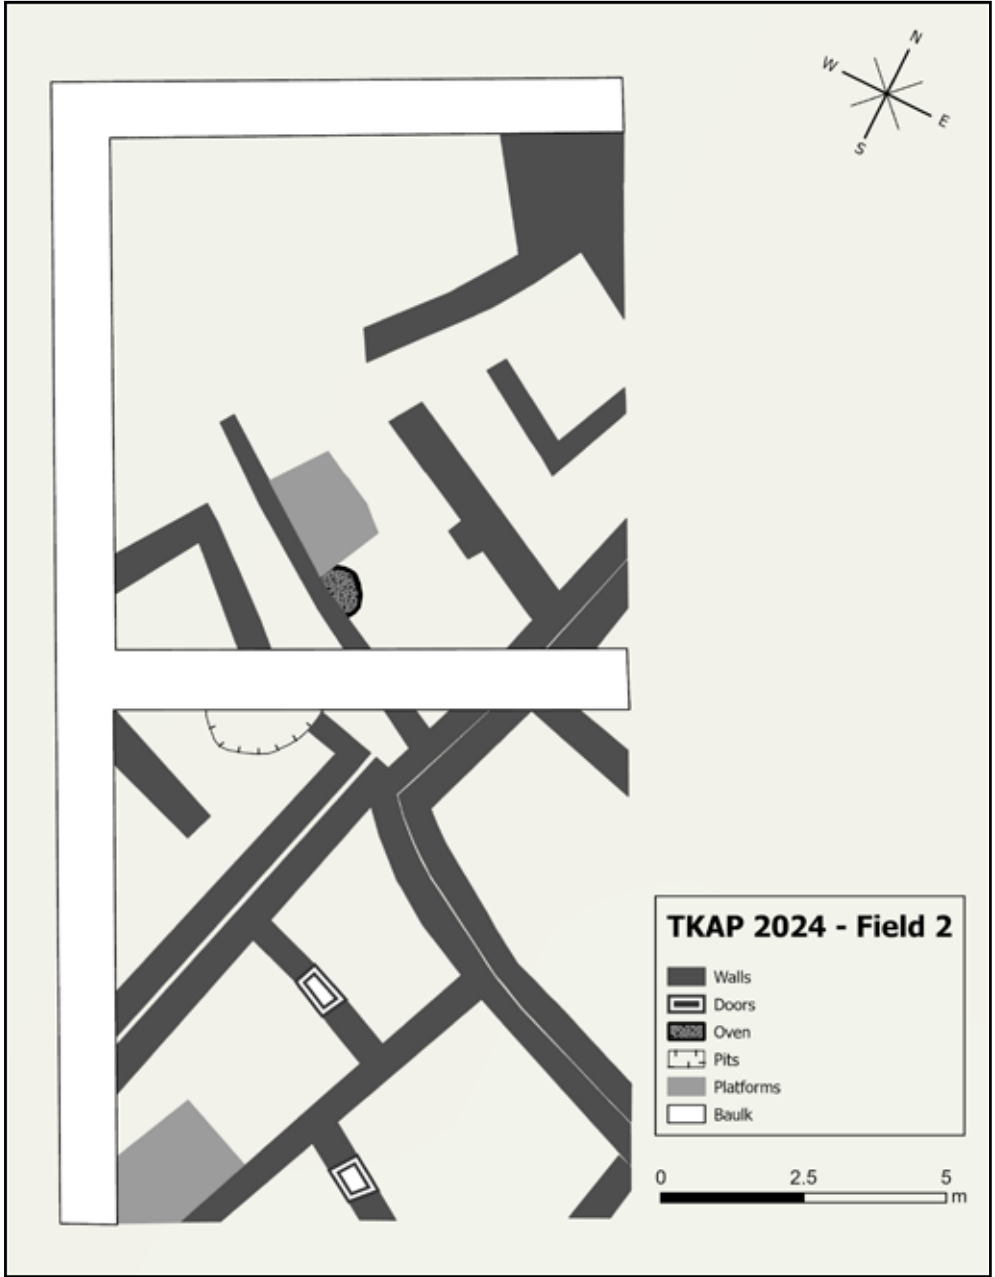 N
W
E
S
TKAP 2024 - Field 2
Walls
Doors
Oven
Pits
Platforms
Baulk
0 2.5 5
m